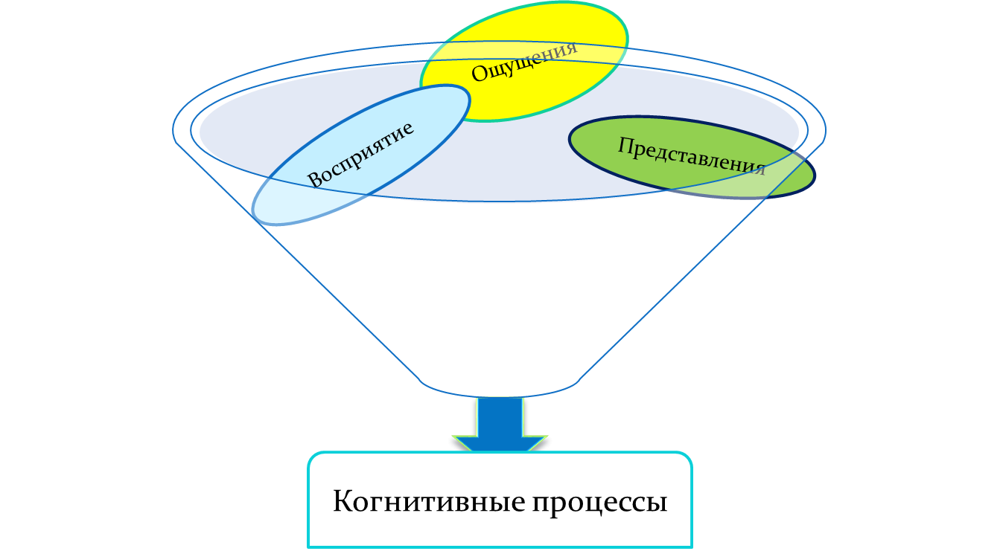 Ощущения
Восприятие
Представления
Когнитивные процессы